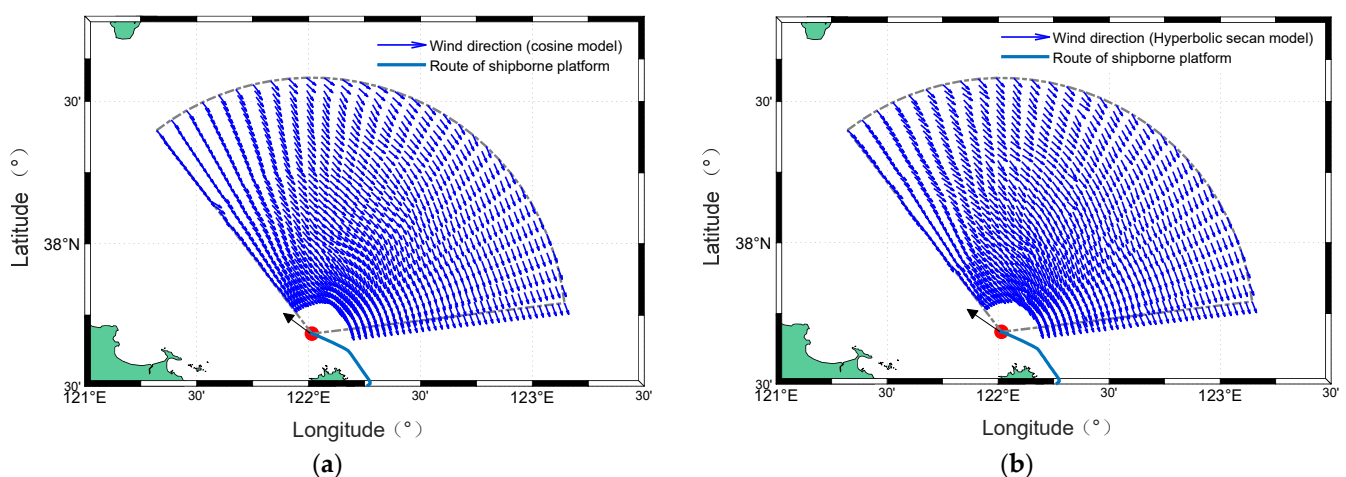 Wind direction (cosine model)
Route of shipborne platform
30'
38°N
30'
121°E
30'
122°E
30'
123°E
30'
Latitude（°）
Longitude（°）
(a)
Wind direction (Hyperbolic secan model)
Route of shipborne platform
30'
38°N
30'
121°E
30'
122°E
30'
123°E
30'
Latitude（°）
Longitude（°）
(b)